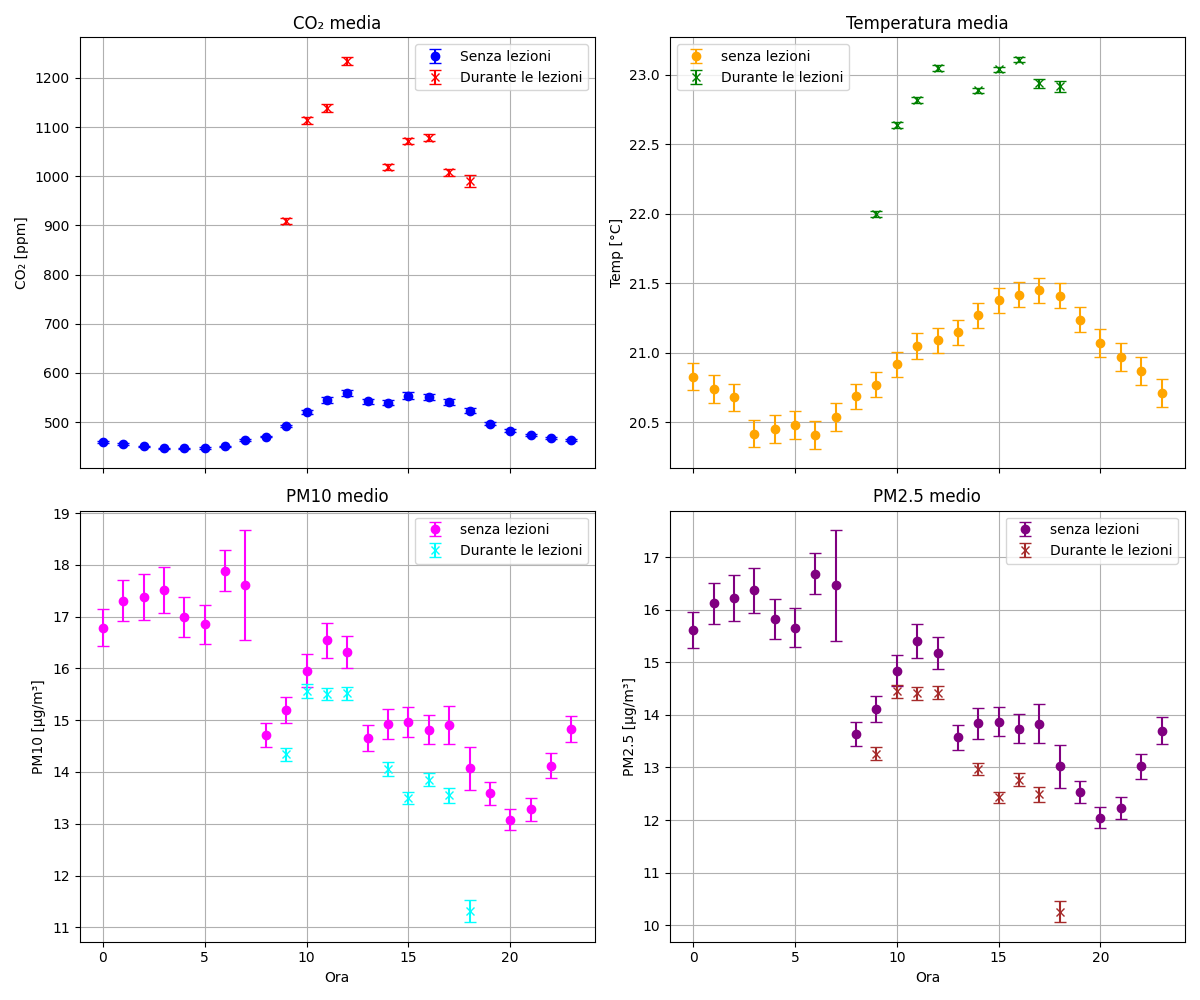 CO₂ media
CO₂ [ppm]
1200
1100
1000
900
800
700
600
500
Senza lezioni
Durante le lezioni
Temperatura media
Temp [°C]
23.0
22.5
22.0
21.5
21.0
20.5
senza lezioni
Durante le lezioni
PM10 medio
PM10 [µg/m³]
19
18
17
16
15
14
13
12
11
senza lezioni
Durante le lezioni
0 5 10 15 20
Ora
PM2.5 medio
PM2.5 [µg/m³]
17
16
15
14
13
12
11
10
senza lezioni
Durante le lezioni
0 5 10 15 20
Ora